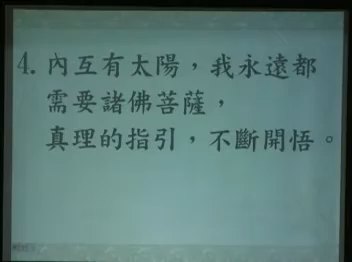 4. 內互有太陽，我永遠都
需要諸佛菩薩，
真理的指引，不斷開悟。